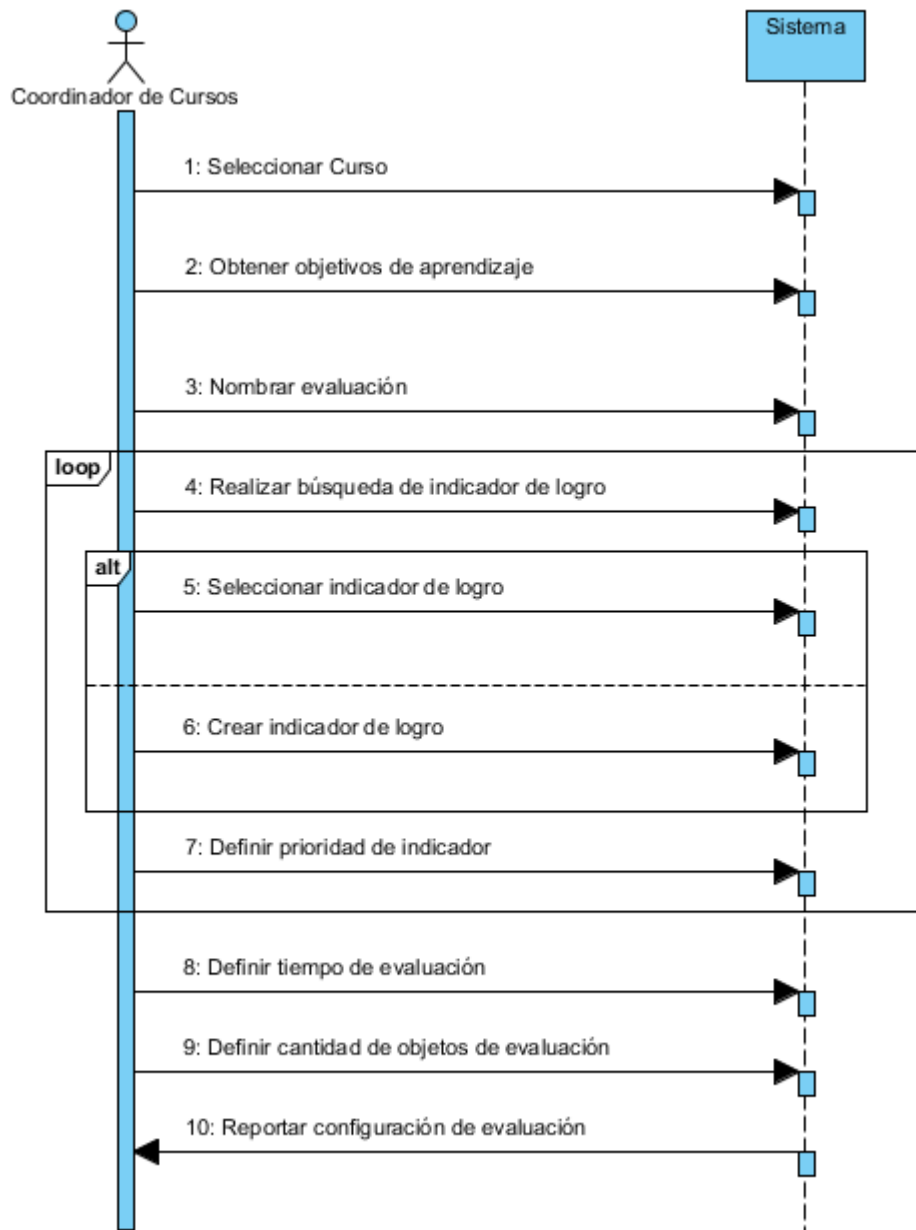 Sistema
Coordinador de Cursos
1: Seleccionar Curso
2: Obtener objetivos de aprendizaje
3: Nombrar evaluación
loop
4: Realizar búsqueda de indicador de logro
alt
5: Seleccionar indicador de logro
6: Crear indicador de logro
7: Definir prioridad de indicador
8: Definir tiempo de evaluación
9: Definir cantidad de objetos de evaluación
10: Reportar configuración de evaluación